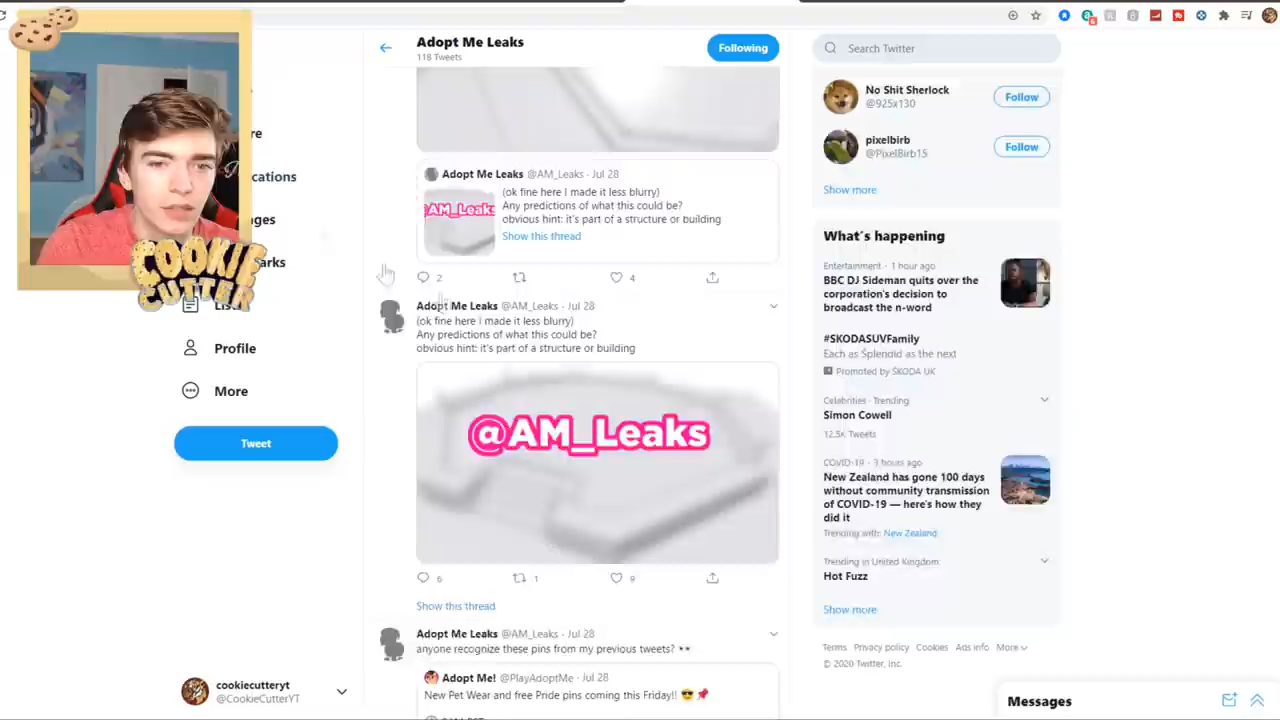 Adopt Me Leaks
118 Tweets
Following
Search Twitter
Adopt Me Leaks @AM_Leaks · Jul 28
(ok fine here I made it less blurry)
Any predictions of what this could be?
obvious hint: it's part of a structure or building
Show this thread
@AM_Leaks
2
4
Adopt Me Leaks @AM_Leaks · Jul 28
(ok fine here I made it less blurry)
Any predictions of what this could be?
obvious hint: it's part of a structure or building
@AM_Leaks
6
1
9
Show this thread
Adopt Me Leaks @AM_Leaks · Jul 28
anyone recognize these pins from my previous tweets? 👀
Adopt Me! @PlayAdoptMe · Jul 28
New Pet Wear and free Pride pins coming this Friday!! 😎📌
re
cations
ges
arks
COOKIE
CUTTER
List
Profile
More
Tweet
cookiecutteryt
@CookieCutterYT
No Shit Sherlock
@925x130
Follow
pixelbirb
@PixelBirb15
Follow
Show more
What's happening
Entertainment · 1 hour ago
BBC DJ Sideman quits over the
corporation's decision to
broadcast the n-word
#SKODASUVFamily
Each as Splendid as the next
Promoted by ŠKODA UK
Celebrities · Trending
Simon Cowell
12.5K Tweets
COVID-19 · 3 hours ago
New Zealand has gone 100 days
without community transmission
of COVID-19 — here's how they
did it
Trending with: New Zealand
Trending in United Kingdom
Hot Fuzz
Show more
Terms Privacy policy Cookies Ads info More
© 2020 Twitter, Inc.
Messages